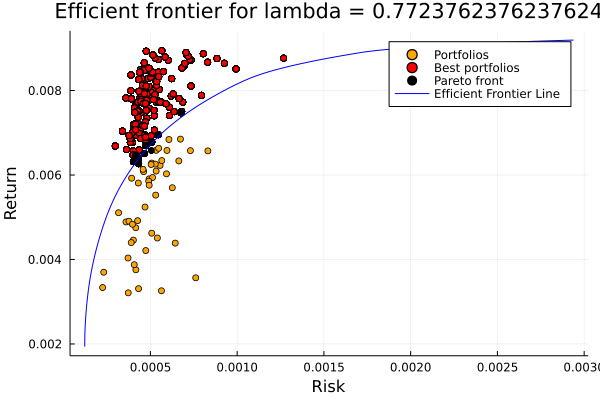 Efficient frontier for lambda = 0.7723762376237624
Return
0.008
0.006
0.004
0.002
Portfolios
Best portfolios
Pareto front
Efficient Frontier Line
0.0005
0.0010
0.0015
0.0020
0.0025
0.0030
Risk